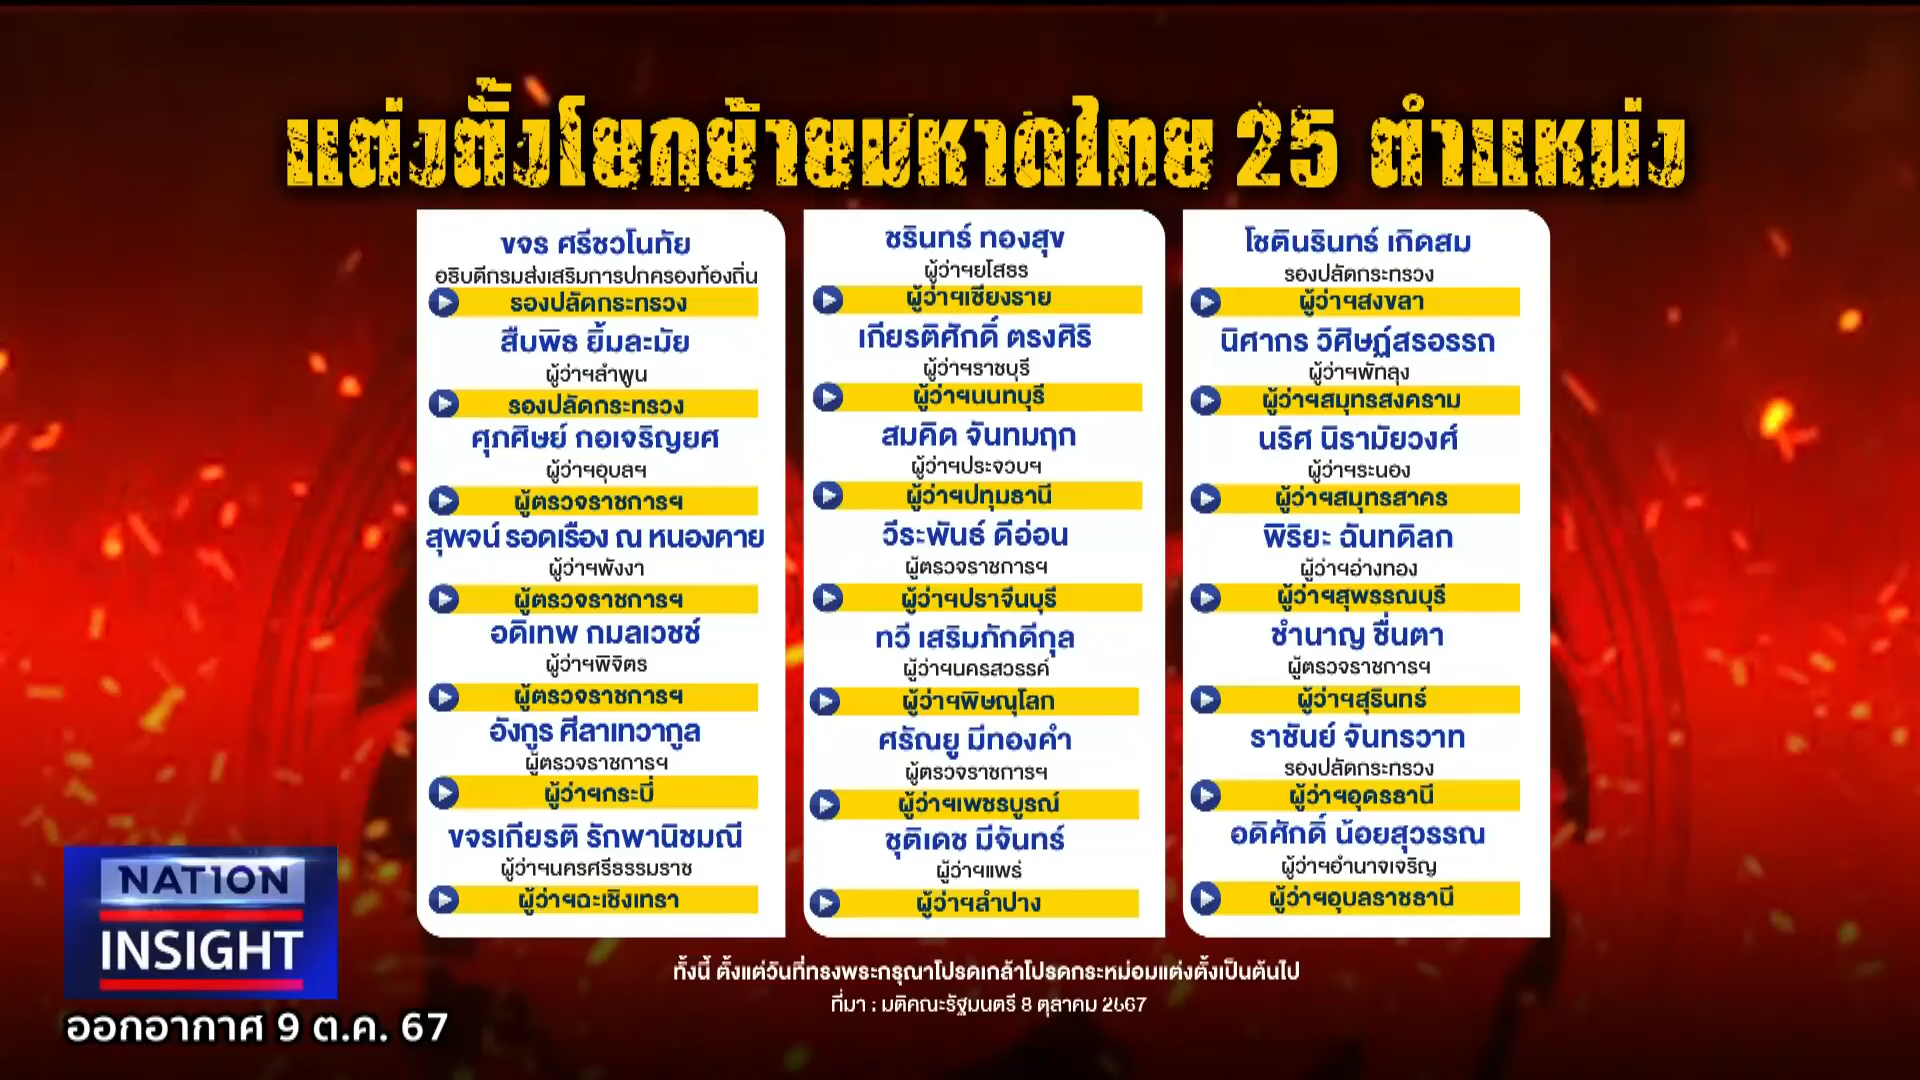 แต่งตั้งโยกย้ายมหาดไทย 25 ตำแหน่ง
ขจร ศรีชวโนทัย
อธิบดีกรมส่งเสริมการปกครองท้องถิ่น
รองปลัดกระทรวง
สืบพิธ ยิ้มละมัย
ผู้ว่าฯลำพูน
รองปลัดกระทรวง
ศุภศิษย์ กอเจริญยศ
ผู้ว่าฯอุบลฯ
ผู้ตรวจราชการฯ
สุพจน์ รอดเรือง ณ หนองคาย
ผู้ว่าฯพังงา
ผู้ตรวจราชการฯ
อดิเทพ กมลเวชช์
ผู้ว่าฯพิจิตร
ผู้ตรวจราชการฯ
อังกูร ศีลาเทวากูล
ผู้ตรวจราชการฯ
ผู้ว่าฯกระบี่
ขจรเกียรติ รักพานิชมณี
ผู้ว่าฯนครศรีธรรมราช
ผู้ว่าฯฉะเชิงเทรา
ชรินทร์ ทองสุข
ผู้ว่าฯยโสธร
ผู้ว่าฯเชียงราย
เกียรติศักดิ์ ตรงศิริ
ผู้ว่าฯราชบุรี
ผู้ว่าฯนนทบุรี
สมคิด จันทมฤก
ผู้ว่าฯประจวบฯ
ผู้ว่าฯปทุมธานี
วีระพันธ์ ดีอ่อน
ผู้ตรวจราชการฯ
ผู้ว่าฯปราจีนบุรี
ทวี เสริมภักดีกุล
ผู้ว่าฯนครสวรรค์
ผู้ว่าฯพิษณุโลก
ศรัณยู มีทองคำ
ผู้ตรวจราชการฯ
ผู้ว่าฯเพชรบูรณ์
ชุติเดช มีจันทร์
ผู้ว่าฯแพร่
ผู้ว่าฯลำปาง
โชตินรินทร์ เกิดสม
รองปลัดกระทรวง
ผู้ว่าฯสงขลา
นิศากร วิศิษฏ์สรอรรถ
ผู้ว่าฯพัทลุง
ผู้ว่าฯสมุทรสงคราม
นริศ นิรามัยวงศ์
ผู้ว่าฯระนอง
ผู้ว่าฯสมุทรสาคร
พิริยะ ฉันทดิลก
ผู้ว่าฯอ่างทอง
ผู้ว่าฯสุพรรณบุรี
ชำนาญ ชื่นตา
ผู้ตรวจราชการฯ
ผู้ว่าฯสุรินทร์
ราชันย์ จันทรวาท
รองปลัดกระทรวง
ผู้ว่าฯอุดรธานี
อดิศักดิ์ น้อยสุวรรณ
ผู้ว่าฯอำนาจเจริญ
ผู้ว่าฯอุบลราชธานี
ทั้งนี้ ตั้งแต่วันที่ทรงพระกรุณาโปรดเกล้าโปรดกระหม่อมแต่งตั้งเป็นต้นไป
ที่มา : มติคณะรัฐมนตรี 8 ตุลาคม 2567
NATION
INSIGHT
ออกอากาศ 9 ต.ค. 67